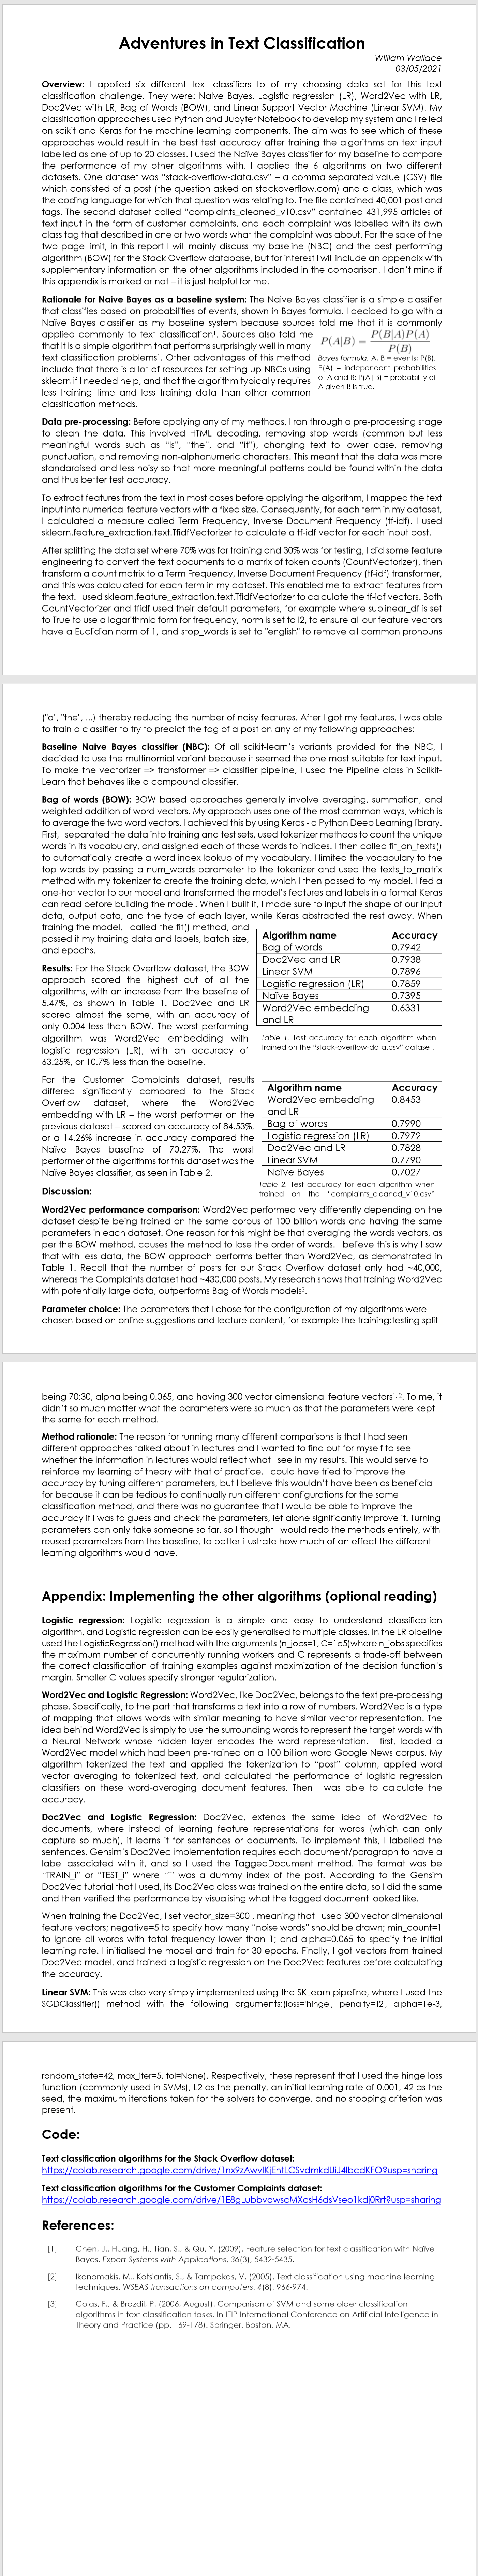 Adventures in Text Classification
William Wallace
03/05/2021
Overview: I applied six different text classifiers to of my choosing data set for this text
classification challenge. They were: Naive Bayes, Logistic regression (LR), Word2Vec with LR,
Doc2Vec with LR, Bag of Words (BOW), and Linear Support Vector Machine (Linear SVM). My
classification approaches used Python and Jupyter Notebook to develop my system and I relied
on scikit and Keras for the machine learning components. The aim was to see which of these
approaches would result in the best test accuracy after training the algorithms on text input
labelled as one of up to 20 classes. I used the Naïve Bayes classifier for my baseline to compare
the performance of my other algorithms with. I applied the 6 algorithms on two different
datasets. One dataset was “stack-overflow-data.csv” – a comma separated value (CSV) file
which consisted of a post (the question asked on stackoverflow.com) and a class, which was
the coding language for which that question was relating to. The file contained 40,001 post and
tags. The second dataset called “complaints_cleaned_v10.csv” contained 431,995 articles of
text input in the form of customer complaints, and each complaint was labelled with its own
class tag that described in one or two words what the complaint was about. For the sake of the
two page limit, in this report I will mainly discuss my baseline (NBC) and the best performing
algorithm (BOW) for the Stack Overflow database, but for interest I will include an appendix with
supplementary information on the other algorithms included in the comparison. I don’t mind if
this appendix is marked or not – it is just helpful for me.
Rationale for Naive Bayes as a baseline system: The Naive Bayes classifier is a simple classifier
that classifies based on probabilities of events, shown in Bayes formula. I decided to go with a
Naïve Bayes classifier as my baseline system because sources told me that it is commonly
applied commonly to text classification¹. Sources also told me
that it is a simple algorithm that performs surprisingly well in many
text classification problems¹. Other advantages of this method
include that there is a lot of resources for setting up NBCs using
sklearn if I needed help, and that the algorithm typically requires
less training time and less training data than other common
classification methods.
P(A|B) = P(B|A)P(A) / P(B)
Bayes formula. A, B = events; P(B),
P(A) = independent probabilities
of A and B; P(A|B) = probability of
A given B is true.
Data pre-processing: Before applying any of my methods, I ran through a pre-processing stage
to clean the data. This involved HTML decoding, removing stop words (common but less
meaningful words such as “is”, “the”, and “it”), changing text to lower case, removing
punctuation, and removing non-alphanumeric characters. This meant that the data was more
standardised and less noisy so that more meaningful patterns could be found within the data
and thus better test accuracy.
To extract features from the text in most cases before applying the algorithm, I mapped the text
input into numerical feature vectors with a fixed size. Consequently, for each term in my dataset,
I calculated a measure called Term Frequency, Inverse Document Frequency (tf-idf). I used
sklearn.feature_extraction.text.TfidfVectorizer to calculate a tf-idf vector for each input post.
After splitting the data set where 70% was for training and 30% was for testing, I did some feature
engineering to convert the text documents to a matrix of token counts (CountVectorizer), then
transform a count matrix to a Term Frequency, Inverse Document Frequency (tf-idf) transformer,
and this was calculated for each term in my dataset. This enabled me to extract features from
the text. I used sklearn.feature_extraction.text.TfidfVectorizer to calculate the tf-idf vectors. Both
CountVectorizer and tfidf used their default parameters, for example where sublinear_df is set
to True to use a logarithmic form for frequency, norm is set to l2, to ensure all our feature vectors
have a Euclidian norm of 1, and stop_words is set to "english" to remove all common pronouns
("a", "the", ...) thereby reducing the number of noisy features. After I got my features, I was able
to train a classifier to try to predict the tag of a post on any of my following approaches:
Baseline Naive Bayes classifier (NBC): Of all scikit-learn’s variants provided for the NBC, I
decided to use the multinomial variant because it seemed the one most suitable for text input.
To make the vectorizer => transformer => classifier pipeline, I used the Pipeline class in Scilkit-
Learn that behaves like a compound classifier.
Bag of words (BOW): BOW based approaches generally involve averaging, summation, and
weighted addition of word vectors. My approach uses one of the most common ways, which is
to average the two word vectors. I achieved this by using Keras - a Python Deep Learning library.
First, I separated the data into training and test sets, used tokenizer methods to count the unique
words in its vocabulary, and assigned each of those words to indices. I then called fit_on_texts()
to automatically create a word index lookup of my vocabulary. I limited the vocabulary to the
top words by passing a num_words parameter to the tokenizer and used the texts_to_matrix
method with my tokenizer to create the training data, which I then passed to my model. I fed a
one-hot vector to our model and transformed the model’s features and labels in a format Keras
can read before building the model. When I built it, I made sure to input the shape of our input
data, output data, and the type of each layer, while Keras abstracted the rest away. When
training the model, I called the fit() method, and
passed it my training data and labels, batch size,
and epochs.
Results: For the Stack Overflow dataset, the BOW
approach scored the highest out of all the
algorithms, with an increase from the baseline of
5.47%, as shown in Table 1. Doc2Vec and LR
scored almost the same, with an accuracy of
only 0.004 less than BOW. The worst performing
algorithm was Word2Vec embedding with
logistic regression (LR), with an accuracy of
63.25%, or 10.7% less than the baseline.
Algorithm name Accuracy
Bag of words 0.7942
Doc2Vec and LR 0.7938
Linear SVM 0.7896
Logistic regression (LR) 0.7859
Naïve Bayes 0.7395
Word2Vec embedding 0.6331
and LR
Table 1. Test accuracy for each algorithm when
trained on the “stack-overflow-data.csv” dataset.
For the Customer Complaints dataset, results
differed significantly compared to the Stack
Overflow dataset, where the Word2Vec
embedding with LR – the worst performer on the
previous dataset – scored an accuracy of 84.53%,
or a 14.26% increase in accuracy compared the
Naïve Bayes baseline of 70.27%. The worst
performer of the algorithms for this dataset was the
Naïve Bayes classifier, as seen in Table 2.
Algorithm name Accuracy
Word2Vec embedding 0.8453
and LR
Bag of words 0.7990
Logistic regression (LR) 0.7972
Doc2Vec and LR 0.7828
Linear SVM 0.7790
Naïve Bayes 0.7027
Table 2. Test accuracy for each algorithm when
trained on the “complaints_cleaned_v10.csv”
Discussion:
Word2Vec performance comparison: Word2Vec performed very differently depending on the
dataset despite being trained on the same corpus of 100 billion words and having the same
parameters in each dataset. One reason for this might be that averaging the words vectors, as
per the BOW method, causes the method to lose the order of words. I believe this is why I saw
that with less data, the BOW approach performs better than Word2Vec, as demonstrated in
Table 1. Recall that the number of posts for our Stack Overflow dataset only had ~40,000,
whereas the Complaints dataset had ~430,000 posts. My research shows that training Word2Vec
with potentially large data, outperforms Bag of Words models³.
Parameter choice: The parameters that I chose for the configuration of my algorithms were
chosen based on online suggestions and lecture content, for example the training:testing split
being 70:30, alpha being 0.065, and having 300 vector dimensional feature vectors¹, ². To me, it
didn’t so much matter what the parameters were so much as that the parameters were kept
the same for each method.
Method rationale: The reason for running many different comparisons is that I had seen
different approaches talked about in lectures and I wanted to find out for myself to see
whether the information in lectures would reflect what I see in my results. This would serve to
reinforce my learning of theory with that of practice. I could have tried to improve the
accuracy by tuning different parameters, but I believe this wouldn’t have been as beneficial
for because it can be tedious to continually run different configurations for the same
classification method, and there was no guarantee that I would be able to improve the
accuracy if I was to guess and check the parameters, let alone significantly improve it. Turning
parameters can only take someone so far, so I thought I would redo the methods entirely, with
reused parameters from the baseline, to better illustrate how much of an effect the different
learning algorithms would have.
Appendix: Implementing the other algorithms (optional reading)
Logistic regression: Logistic regression is a simple and easy to understand classification
algorithm, and Logistic regression can be easily generalised to multiple classes. In the LR pipeline
used the LogisticRegression() method with the arguments (n_jobs=1, C=1e5)where n_jobs specifies
the maximum number of concurrently running workers and C represents a trade-off between
the correct classification of training examples against maximization of the decision function’s
margin. Smaller C values specify stronger regularization.
Word2Vec and Logistic Regression: Word2Vec, like Doc2Vec, belongs to the text pre-processing
phase. Specifically, to the part that transforms a text into a row of numbers. Word2Vec is a type
of mapping that allows words with similar meaning to have similar vector representation. The
idea behind Word2Vec is simply to use the surrounding words to represent the target words with
a Neural Network whose hidden layer encodes the word representation. I first, loaded a
Word2Vec model which had been pre-trained on a 100 billion word Google News corpus. My
algorithm tokenized the text and applied the tokenization to “post” column, applied word
vector averaging to tokenized text, and calculated the performance of logistic regression
classifiers on these word-averaging document features. Then I was able to calculate the
accuracy.
Doc2Vec and Logistic Regression: Doc2Vec, extends the same idea of Word2Vec to
documents, where instead of learning feature representations for words (which can only
capture so much), it learns it for sentences or documents. To implement this, I labelled the
sentences. Gensim’s Doc2Vec implementation requires each document/paragraph to have a
label associated with it, and so I used the TaggedDocument method. The format was be
“TRAIN_i” or “TEST_i” where “i” was a dummy index of the post. According to the Gensim
Doc2Vec tutorial that I used, its Doc2Vec class was trained on the entire data, so I did the same
and then verified the performance by visualising what the tagged document looked like.
When training the Doc2Vec, I set vector_size=300 , meaning that I used 300 vector dimensional
feature vectors; negative=5 to specify how many “noise words” should be drawn; min_count=1
to ignore all words with total frequency lower than 1; and alpha=0.065 to specify the initial
learning rate. I initialised the model and train for 30 epochs. Finally, I got vectors from trained
Doc2Vec model, and trained a logistic regression on the Doc2Vec features before calculating
the accuracy.
Linear SVM: This was also very simply implemented using the SKLearn pipeline, where I used the
SGDClassifier() method with the following arguments:(loss='hinge', penalty='l2', alpha=1e-3,
random_state=42, max_iter=5, tol=None). Respectively, these represent that I used the hinge loss
function (commonly used in SVMs), L2 as the penalty, an initial learning rate of 0.001, 42 as the
seed, the maximum iterations taken for the solvers to converge, and no stopping criterion was
present.
Code:
Text classification algorithms for the Stack Overflow dataset:
https://colab.research.google.com/drive/1nx9zAwvIKjEntLCSvdmkdUiJ4lbcdKFO?usp=sharing
Text classification algorithms for the Customer Complaints dataset:
https://colab.research.google.com/drive/1E8gLubbvawscMXcsH6dsVseo1kdj0Rrt?usp=sharing
References:
[1] Chen, J., Huang, H., Tian, S., & Qu, Y. (2009). Feature selection for text classification with Naïve
Bayes. Expert Systems with Applications, 36(3), 5432-5435.
[2] Ikonomakis, M., Kotsiantis, S., & Tampakas, V. (2005). Text classification using machine learning
techniques. WSEAS transactions on computers, 4(8), 966-974.
[3] Colas, F., & Brazdil, P. (2006, August). Comparison of SVM and some older classification
algorithms in text classification tasks. In IFIP International Conference on Artificial Intelligence in
Theory and Practice (pp. 169-178). Springer, Boston, MA.